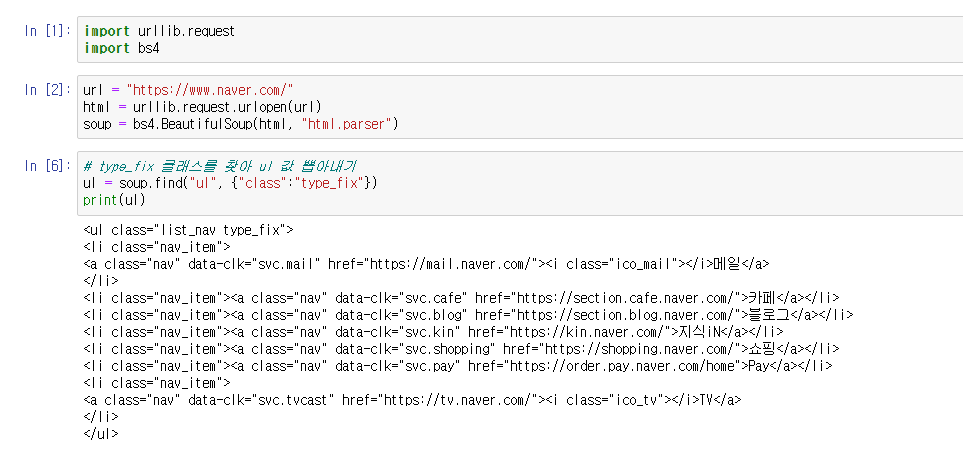 In [1]: import urllib.request
import bs4
In [2]: url = "https://www.naver.com/"
html = urllib.request.urlopen(url)
soup = bs4.BeautifulSoup(html, "html.parser")
In [6]: # type_fix 클래스를 찾아 ul 값 뽑아내기
ul = soup.find("ul", {"class":"type_fix"})
print(ul)
<ul class="list_nav type_fix">
<li class="nav_item">
<a class="nav" data-clk="svc.mail" href="https://mail.naver.com/"><i class="ico_mail"></i>메일</a>
</li>
<li class="nav_item"><a class="nav" data-clk="svc.cafe" href="https://section.cafe.naver.com/">카페</a></li>
<li class="nav_item"><a class="nav" data-clk="svc.blog" href="https://section.blog.naver.com/">블로그</a></li>
<li class="nav_item"><a class="nav" data-clk="svc.kin" href="https://kin.naver.com/">지식iN</a></li>
<li class="nav_item"><a class="nav" data-clk="svc.shopping" href="https://shopping.naver.com/">쇼핑</a></li>
<li class="nav_item"><a class="nav" data-clk="svc.pay" href="https://order.pay.naver.com/home">Pay</a></li>
<li class="nav_item">
<a class="nav" data-clk="svc.tvcast" href="https://tv.naver.com/"><i class="ico_tv"></i>TV</a>
</li>
</ul>